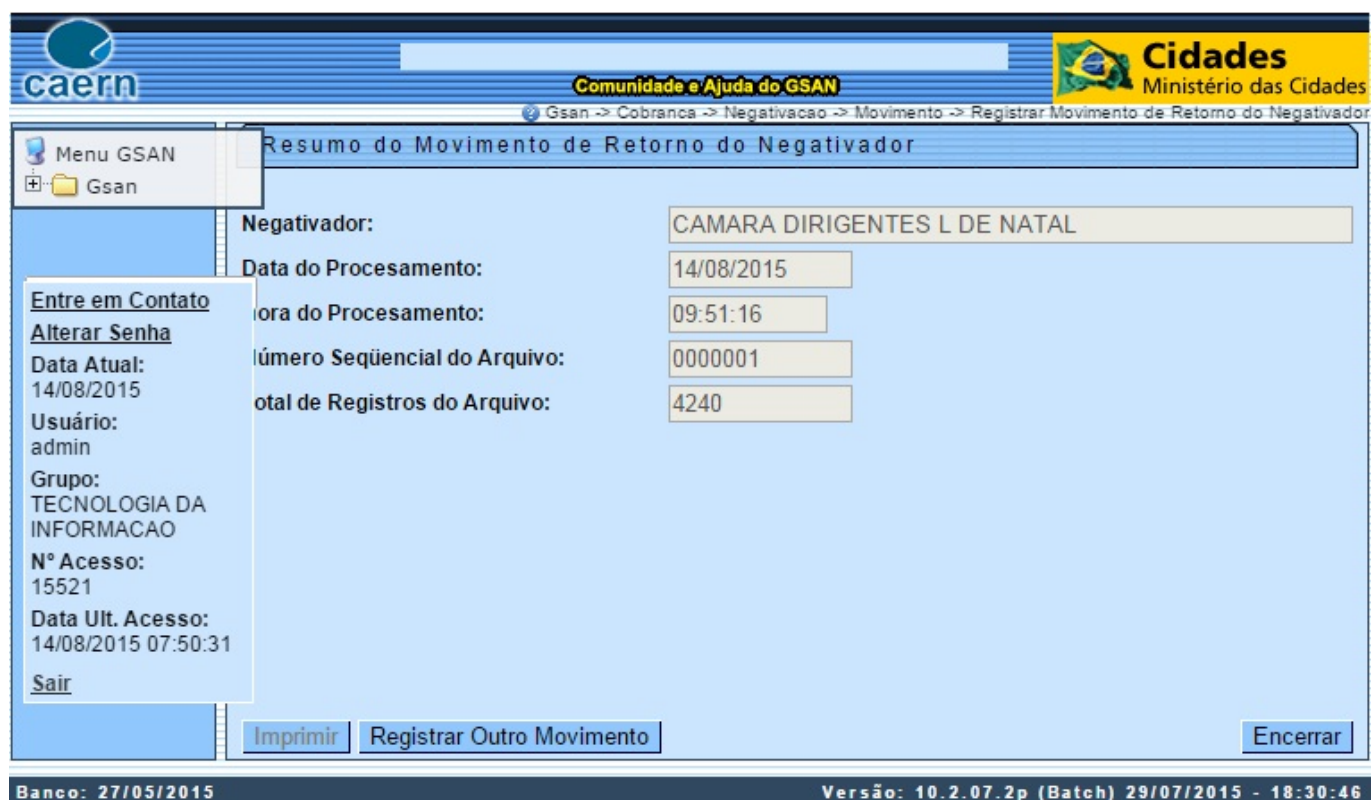 caern
Comunidade e Ajuda do GSAN
Cidades
Ministério das Cidades
Gsan -> Cobranca -> Negativacao -> Movimento -> Registrar Movimento de Retorno do Negativador
Menu GSAN
Gsan
Resumo do Movimento de Retorno do Negativador
Negativador: CAMARA DIRIGENTES L DE NATAL
Data do Procesamento: 14/08/2015
ora do Procesamento: 09:51:16
úmero Seqüencial do Arquivo: 0000001
otal de Registros do Arquivo: 4240
Entre em Contato
Alterar Senha
Data Atual:
14/08/2015
Usuário:
admin
Grupo:
TECNOLOGIA DA
INFORMACAO
Nº Acesso:
15521
Data Ult. Acesso:
14/08/2015 07:50:31
Sair
Imprimir Registrar Outro Movimento Encerrar
Banco: 27/05/2015 Versão: 10.2.07.2p (Batch) 29/07/2015 - 18:30:46